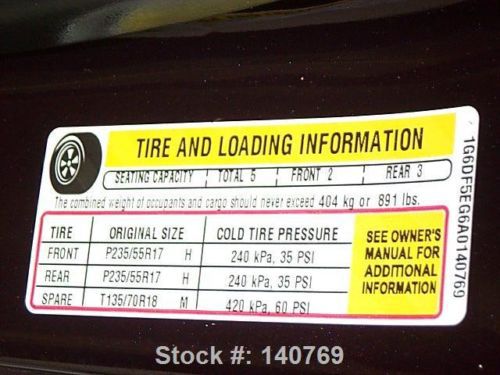 TIRE AND LOADING INFORMATION
SEATING CAPACITY TOTAL 5 FRONT 2 REAR 3
The combined weight of occupants and cargo should never exceed 404 kg or 891 lbs.
TIRE ORIGINAL SIZE COLD TIRE PRESSURE
FRONT P235/55R17 H 240 kPa, 35 PSI
REAR P235/55R17 H 240 kPa, 35 PSI
SPARE T135/70R18 M 420 kPa, 60 PSI
SEE OWNER'S
MANUAL FOR
ADDITIONAL
INFORMATION
1G6DF5EG6A0140769
Stock #: 140769